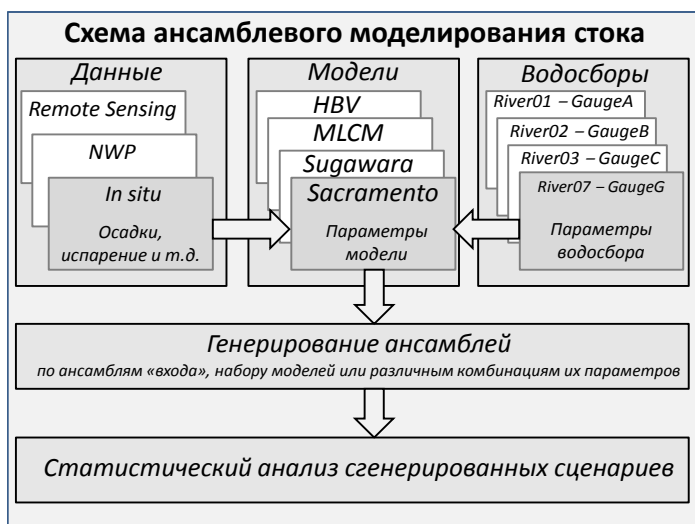 Схема ансамблевого моделирования стока
Данные
Remote Sensing
NWP
In situ
Осадки,
испарение и т.д.
Модели
HBV
MLCM
Sugawara
Sacramento
Параметры
модели
Водосборы
River01 – GaugeA
River02 – GaugeB
River03 – GaugeC
River07 – GaugeG
Параметры
водосбора
Генерирование ансамблей
по ансамблям «входа», набору моделей или различным комбинациям их параметров
Статистический анализ сгенерированных сценариев